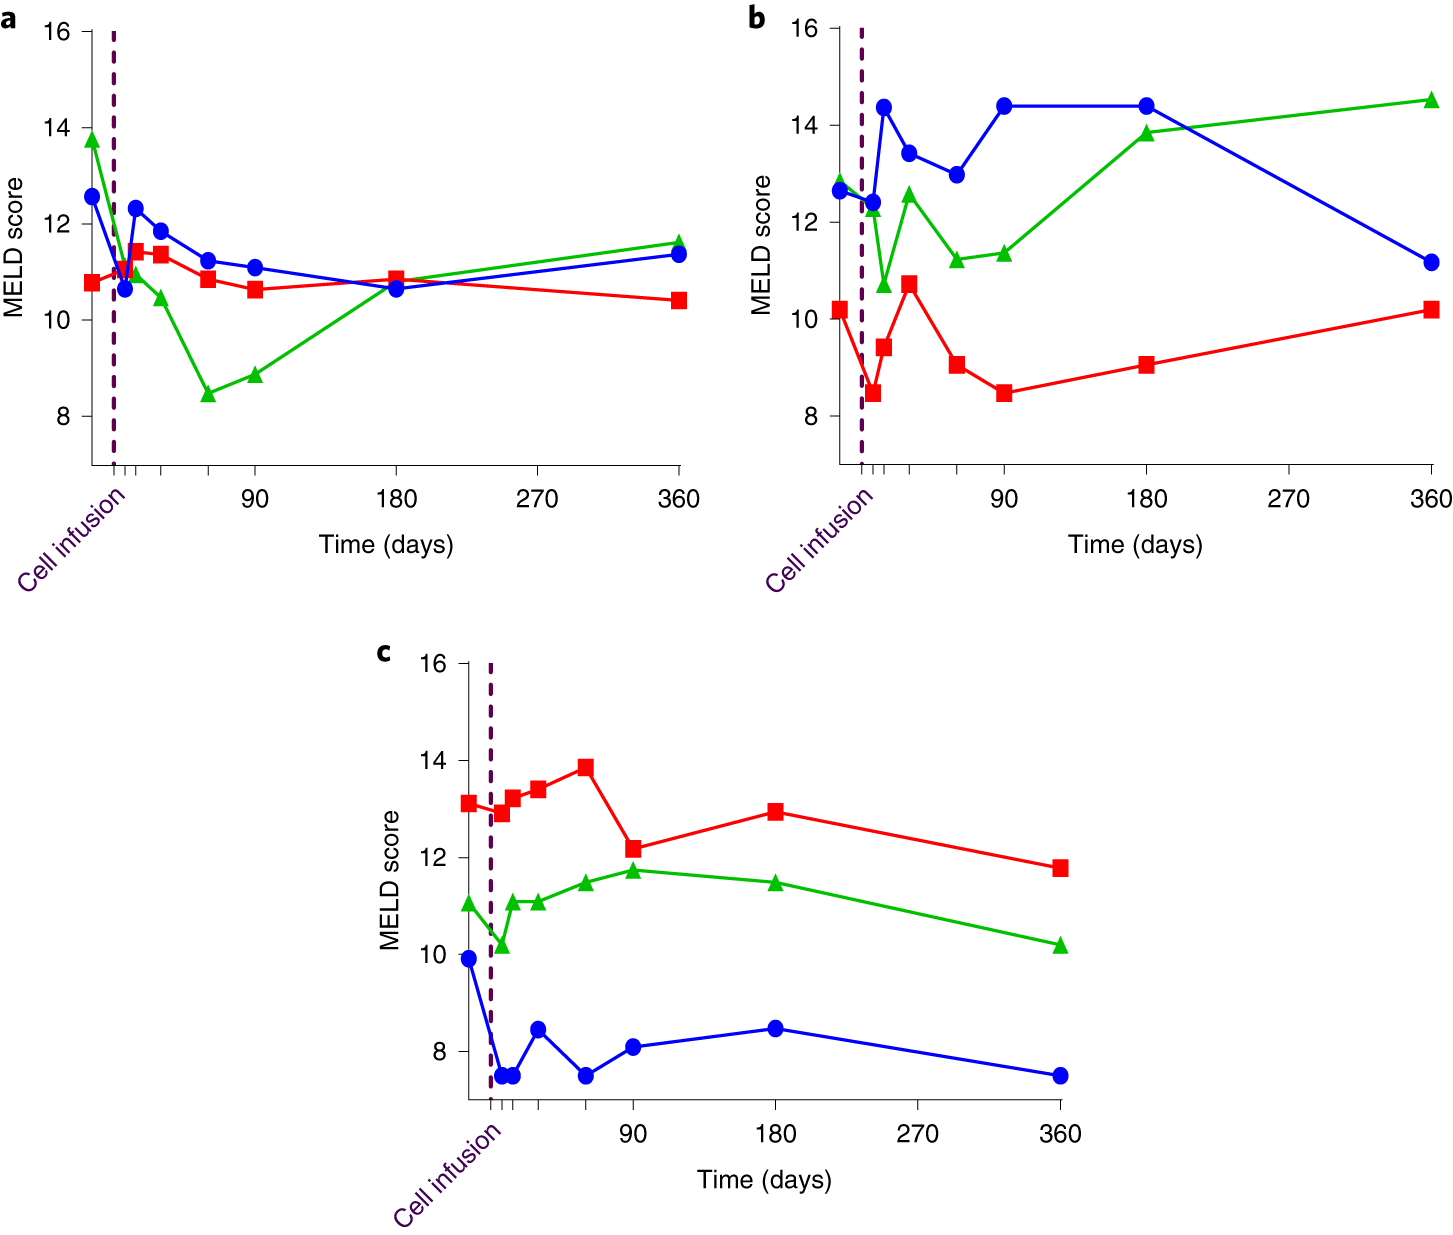 a
16
14
12
10
8
MELD score
90
180
270
360
Cell infusion
Time (days)
b
16
14
12
10
8
MELD score
90
180
270
360
Cell infusion
Time (days)
c
16
14
12
10
8
MELD score
90
180
270
360
Cell infusion
Time (days)